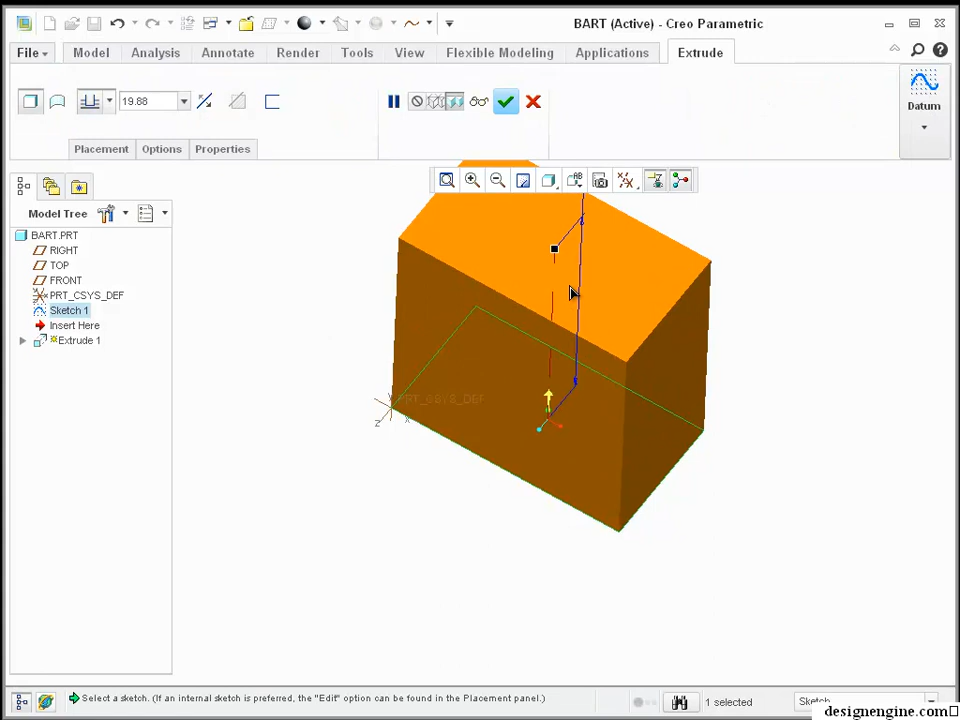 BART (Active) - Creo Parametric
File Model Analysis Annotate Render Tools View Flexible Modeling Applications Extrude
19.88
Datum
Placement Options Properties
Model Tree
BART.PRT
RIGHT
TOP
FRONT
PRT_CSYS_DEF
Sketch 1
Insert Here
Extrude 1
PRT_CSYS_DEF
Y
Z
X
Select a sketch. (If an internal sketch is preferred, the "Edit" option can be found in the Placement panel.)
1 selected
Sketch
designengine.com